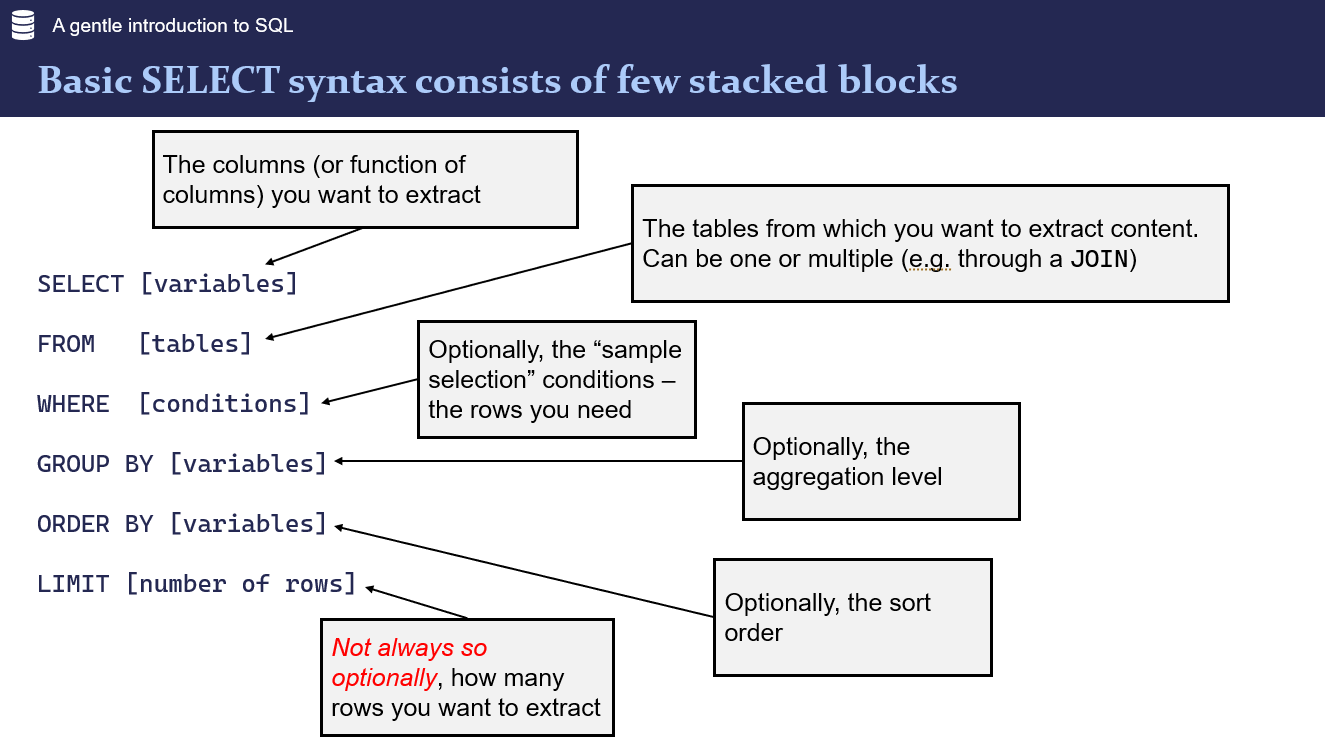 A gentle introduction to SQL
Basic SELECT syntax consists of few stacked blocks
The columns (or function of
columns) you want to extract
The tables from which you want to extract content.
Can be one or multiple (e.g. through a JOIN)
SELECT [variables]
FROM [tables]
Optionally, the “sample
selection” conditions –
the rows you need
WHERE [conditions]
GROUP BY [variables]
Optionally, the
aggregation level
ORDER BY [variables]
LIMIT [number of rows]
Optionally, the sort
order
Not always so
optionally, how many
rows you want to extract